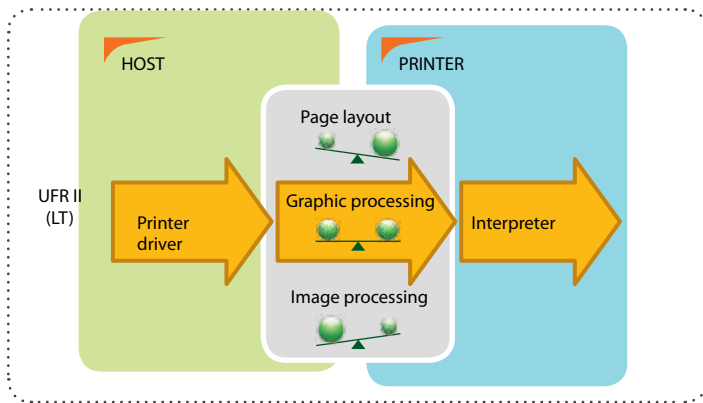 HOST
PRINTER
Page layout
UFR II
(LT)
Printer
driver
Graphic processing
Interpreter
Image processing